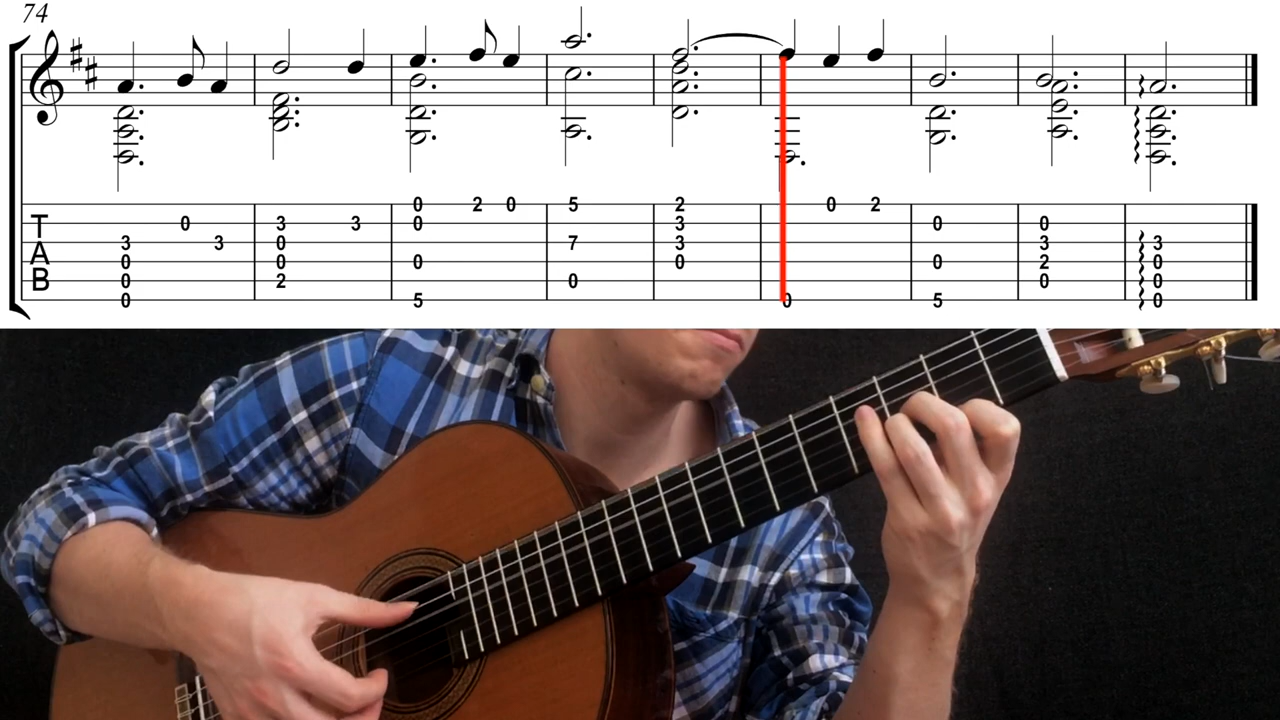 74
0 2 0 5 2 0 2
T 0 3 3 0 3 0 0
3 3 0 7 3 3 3
A 0 0 0 0 0 2 0
B 0 2 0 0 0
0 5 0 5 0